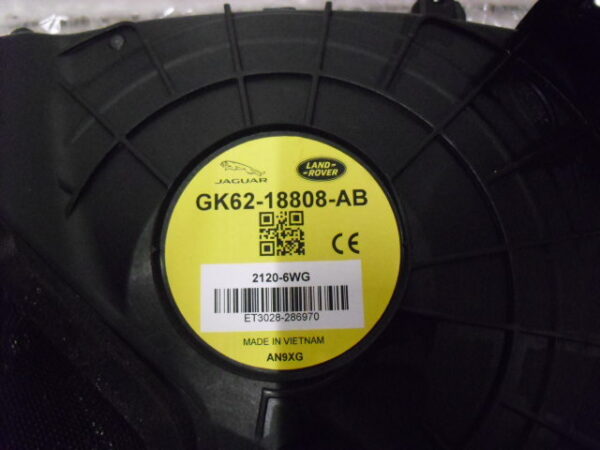 JAGUAR
LAND-
-ROVER
GK62-18808-AB
CE
2120-6WG
ET3028-286970
MADE IN VIETNAM
AN9XG